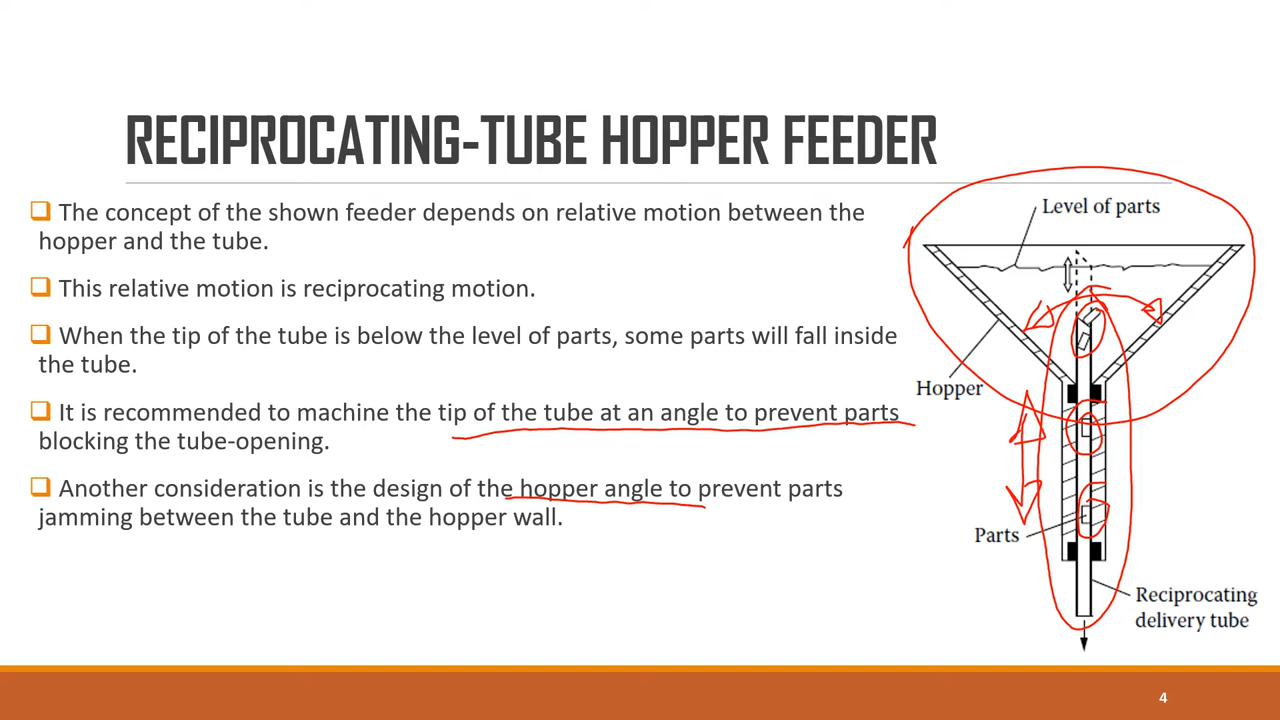 RECIPROCATING-TUBE HOPPER FEEDER
The concept of the shown feeder depends on relative motion between the
hopper and the tube.
This relative motion is reciprocating motion.
When the tip of the tube is below the level of parts, some parts will fall inside
the tube.
It is recommended to machine the tip of the tube at an angle to prevent parts
blocking the tube-opening.
Another consideration is the design of the hopper angle to prevent parts
jamming between the tube and the hopper wall.
Level of parts
Hopper
Parts
Reciprocating
delivery tube
4